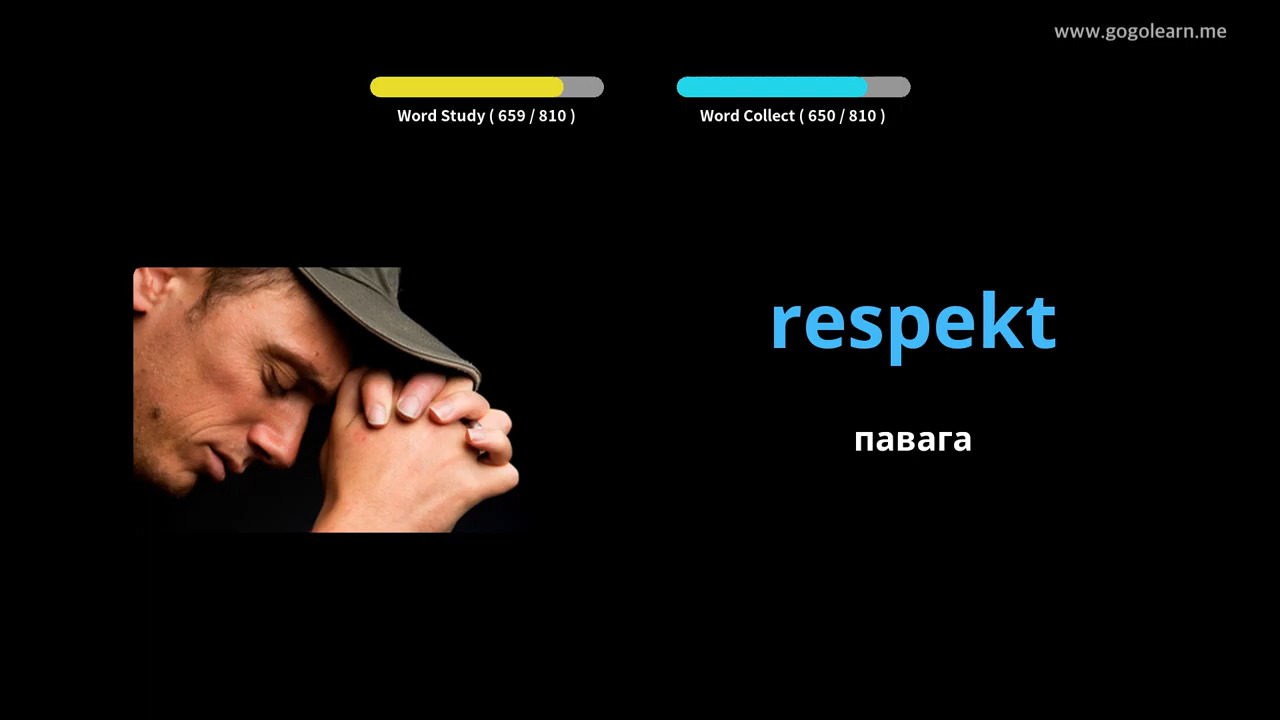 www.gogolearn.me
Word Study ( 659 / 810 )
Word Collect ( 650 / 810 )
respekt
павага